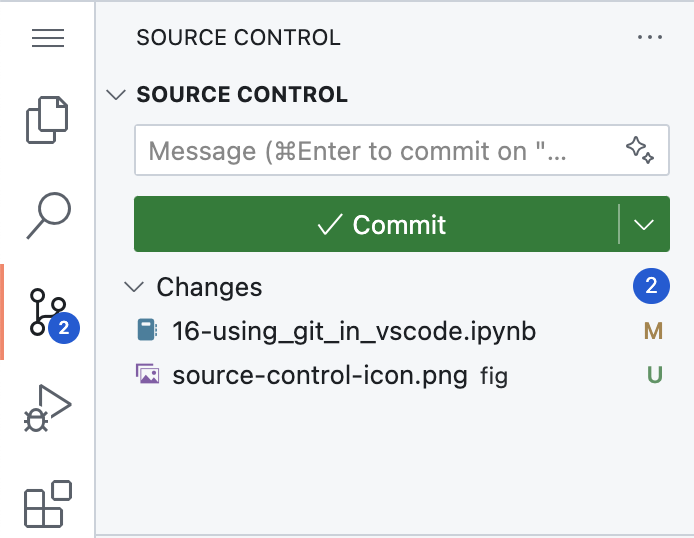 SOURCE CONTROL ...
SOURCE CONTROL
Message (⌘Enter to commit on "...
Commit
Changes 2
2
16-using_git_in_vscode.ipynb M
source-control-icon.png fig U